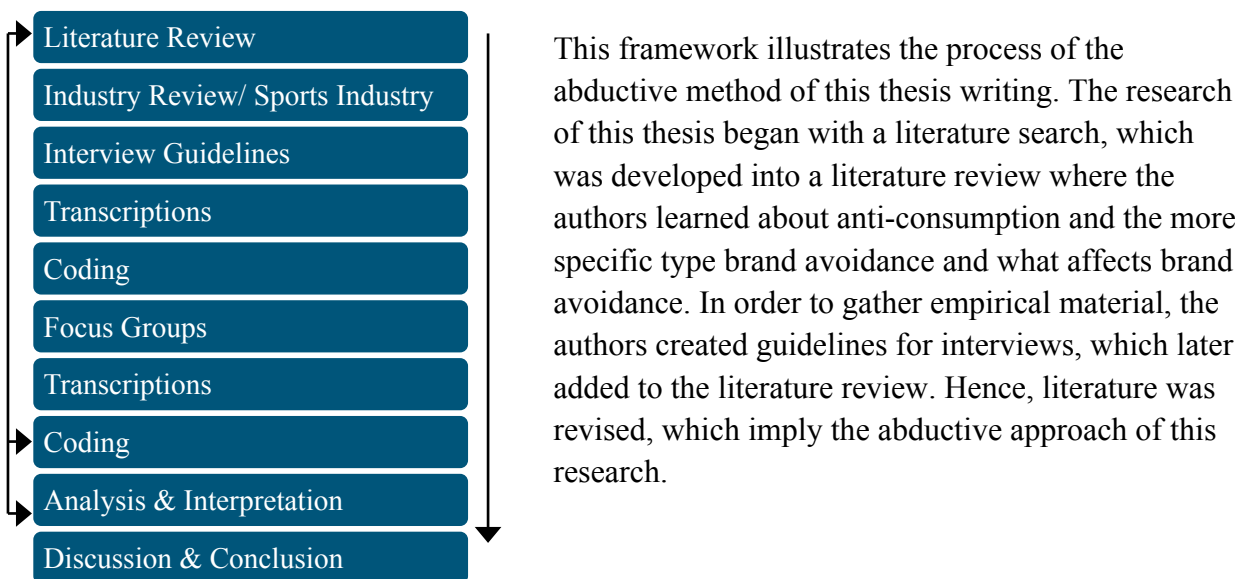 Literature Review
Industry Review/ Sports Industry
Interview Guidelines
Transcriptions
Coding
Focus Groups
Transcriptions
Coding
Analysis & Interpretation
Discussion & Conclusion
This framework illustrates the process of the
abductive method of this thesis writing. The research
of this thesis began with a literature search, which
was developed into a literature review where the
authors learned about anti-consumption and the more
specific type brand avoidance and what affects brand
avoidance. In order to gather empirical material, the
authors created guidelines for interviews, which later
added to the literature review. Hence, literature was
revised, which imply the abductive approach of this
research.